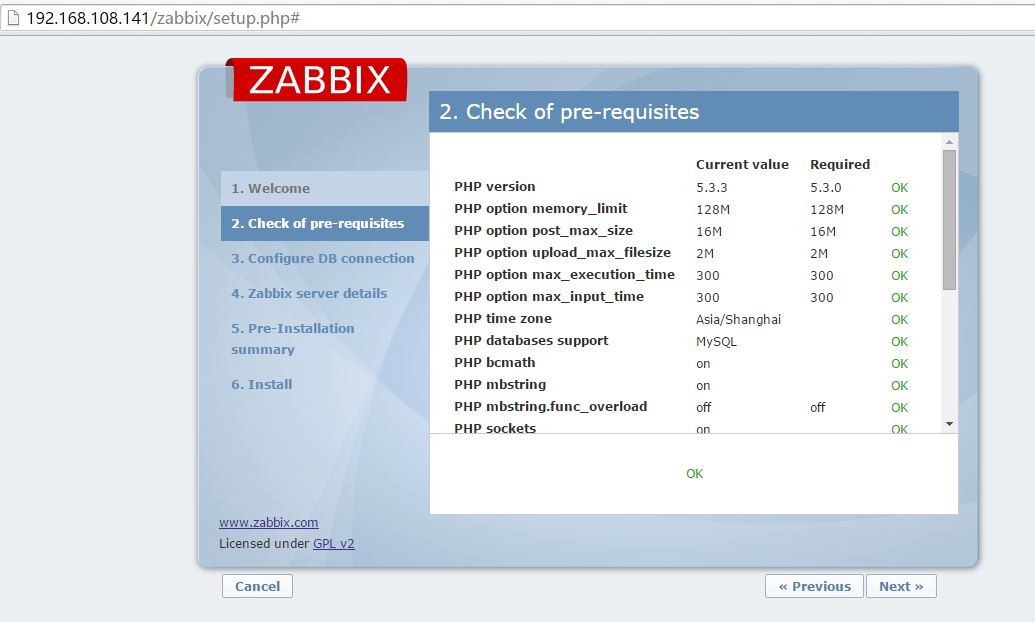 192.168.108.141/zabbix/setup.php#
ZABBIX
2. Check of pre-requisites
1. Welcome
2. Check of pre-requisites
3. Configure DB connection
4. Zabbix server details
5. Pre-Installation
summary
6. Install
Current value Required
PHP version 5.3.3 5.3.0 OK
PHP option memory_limit 128M 128M OK
PHP option post_max_size 16M 16M OK
PHP option upload_max_filesize 2M 2M OK
PHP option max_execution_time 300 300 OK
PHP option max_input_time 300 300 OK
PHP time zone Asia/Shanghai OK
PHP databases support MySQL OK
PHP bcmath on OK
PHP mbstring on OK
PHP mbstring.func_overload off off OK
PHP sockets on OK
OK
www.zabbix.com
Licensed under GPL v2
Cancel
« Previous
Next »